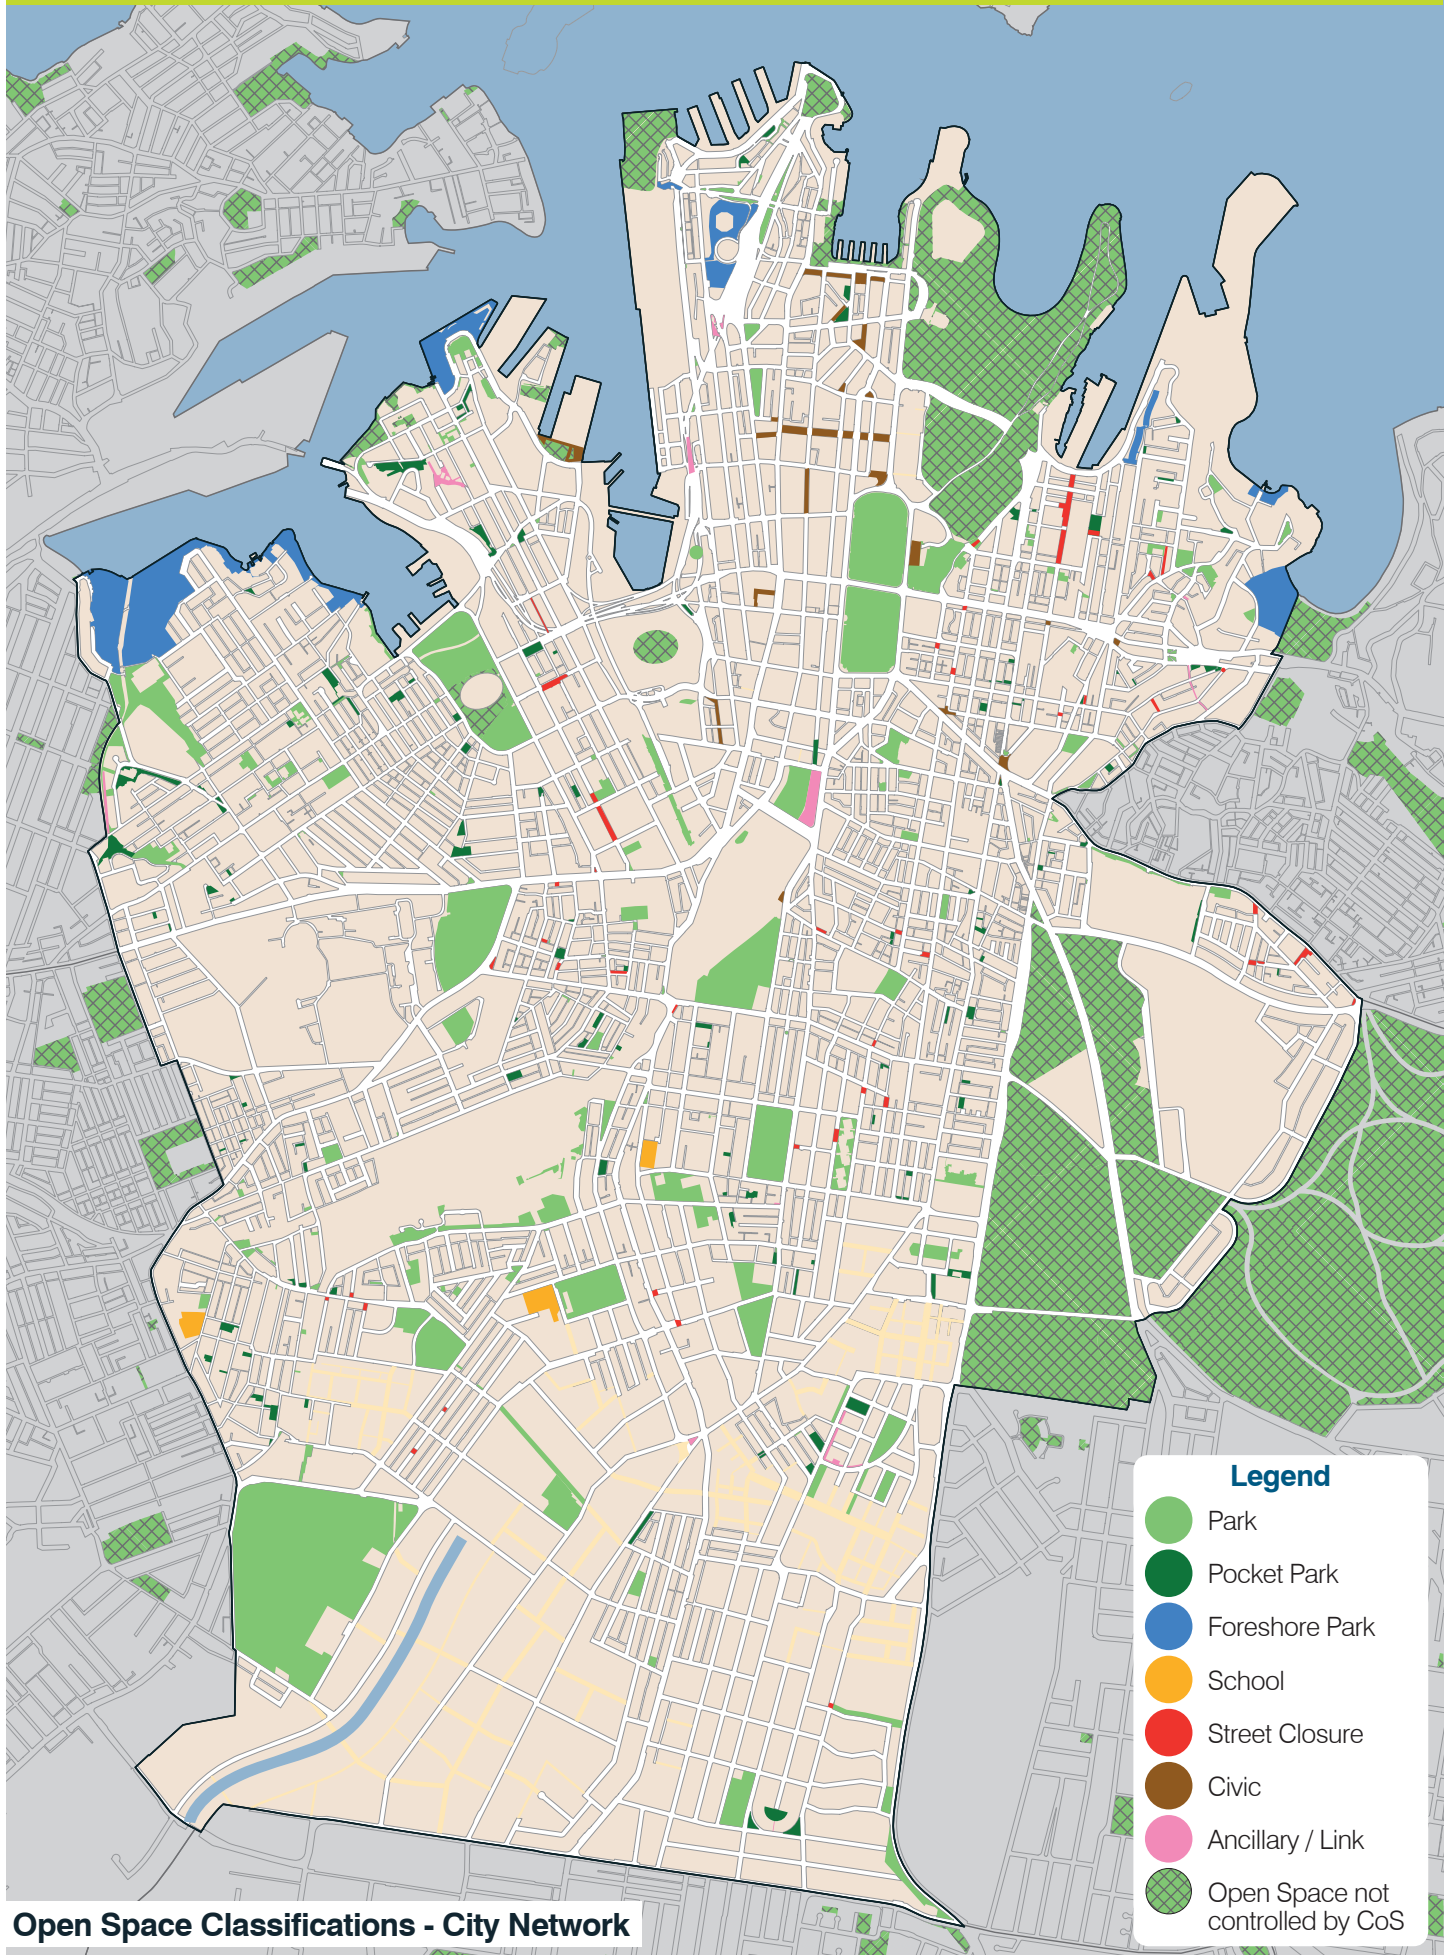 Legend
Park
Pocket Park
Foreshore Park
School
Street Closure
Civic
Ancillary / Link
Open Space not
controlled by CoS
Open Space Classifications - City Network